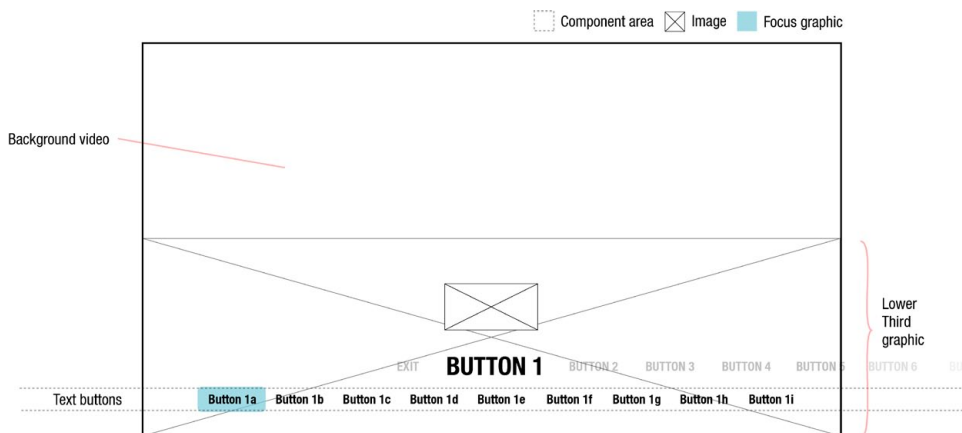 Component area Image Focus graphic
Background video
Lower
Third
graphic
EXIT BUTTON 1 BUTTON 2 BUTTON 3 BUTTON 4 BUTTON 5 BUTTON 6
Text buttons Button 1a Button 1b Button 1c Button 1d Button 1e Button 1f Button 1g Button 1h Button 1i